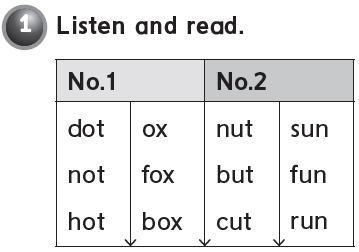 1 Listen and read.
No.1 No.2
dot ox nut sun
not fox but fun
hot box cut run